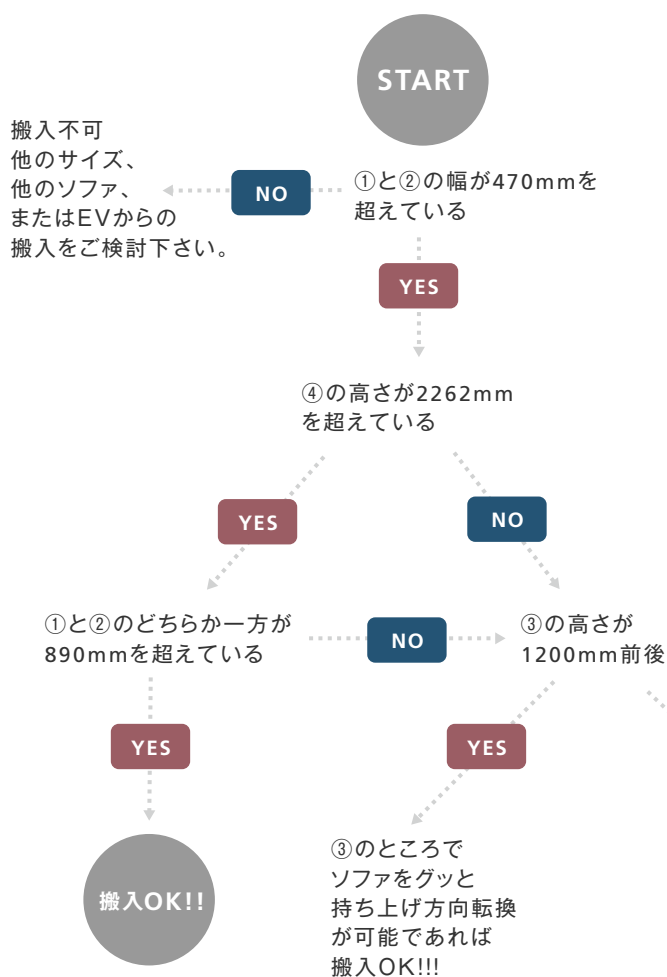 START
搬入不可
他のサイズ、
他のソファ、
またはEVからの
搬入をご検討下さい。
NO
①と②の幅が470mmを
超えている
YES
④の高さが2262mm
を超えている
YES
NO
①と②のどちらか一方が
890mmを超えている
NO
③の高さが
1200mm前後
YES
YES
搬入OK!!
③のところで
ソファをグッと
持ち上げ方向転換
が可能であれば
搬入OK!!!